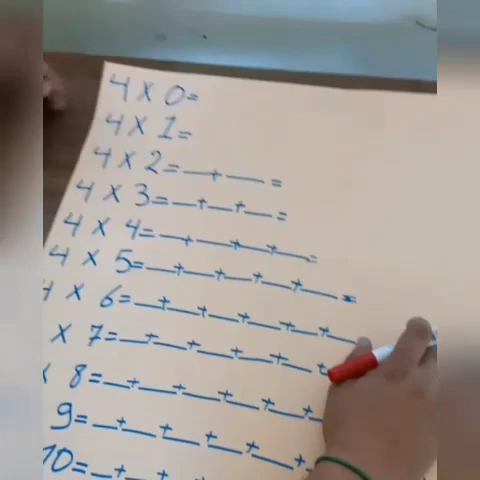 4 x 0=
4 x 1=
4 x 2=__+__=
4 x 3=__+__+__=
4 x 4=__+__+__+__=
4 x 5=__+__+__+__+__=
4 x 6=__+__+__+__+__+__
x 7=__+__+__+__+__+
x 8=__+__+__+__+__+
9=__+__+__+__+__+
10=__+__+